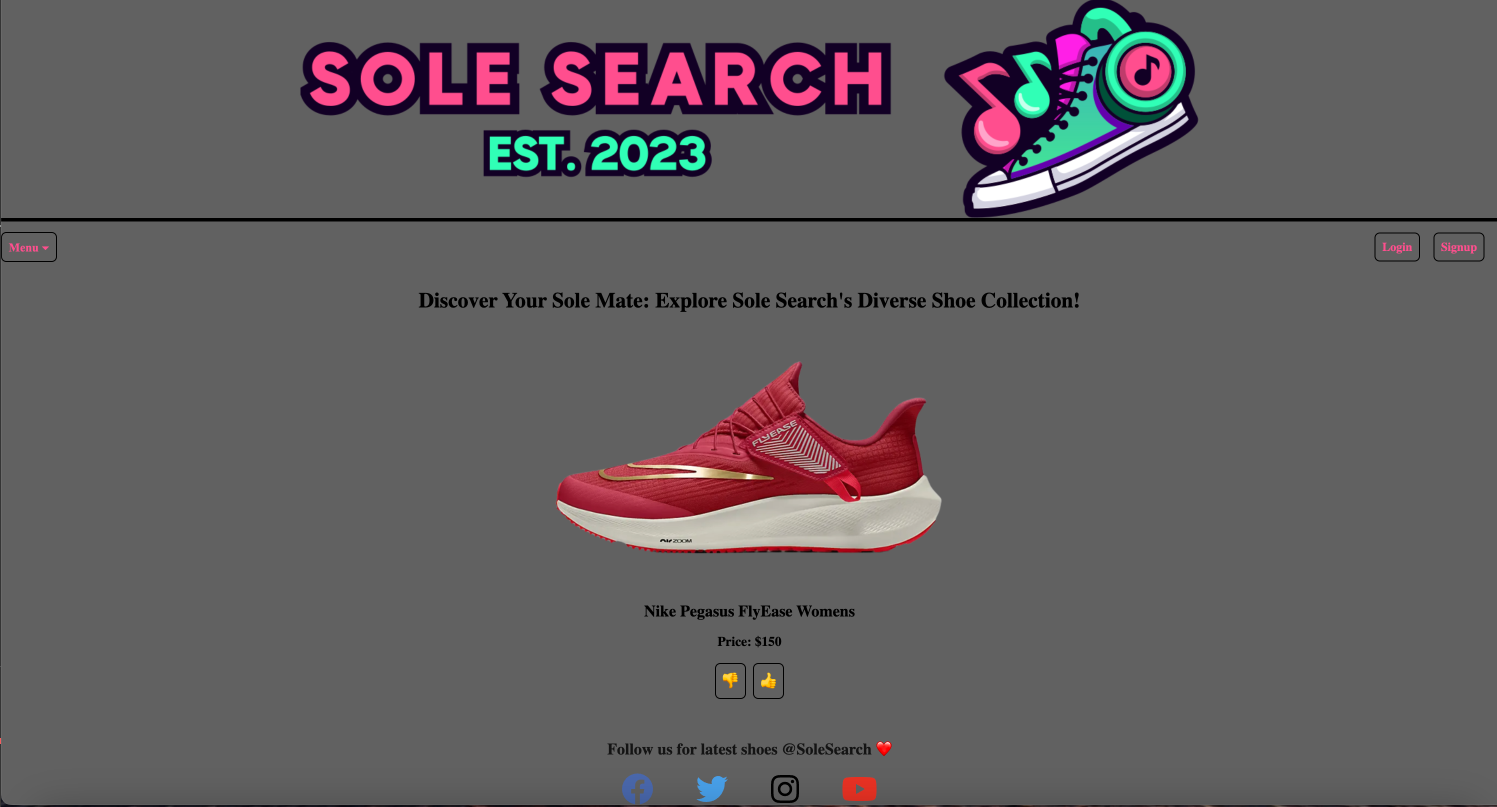 SOLE SEARCH
EST. 2023
Menu
Login
Signup
Discover Your Sole Mate: Explore Sole Search's Diverse Shoe Collection!
FLYEASE
AIR ZOOM
Nike Pegasus FlyEase Womens
Price: $150
Follow us for latest shoes @SoleSearch ❤️